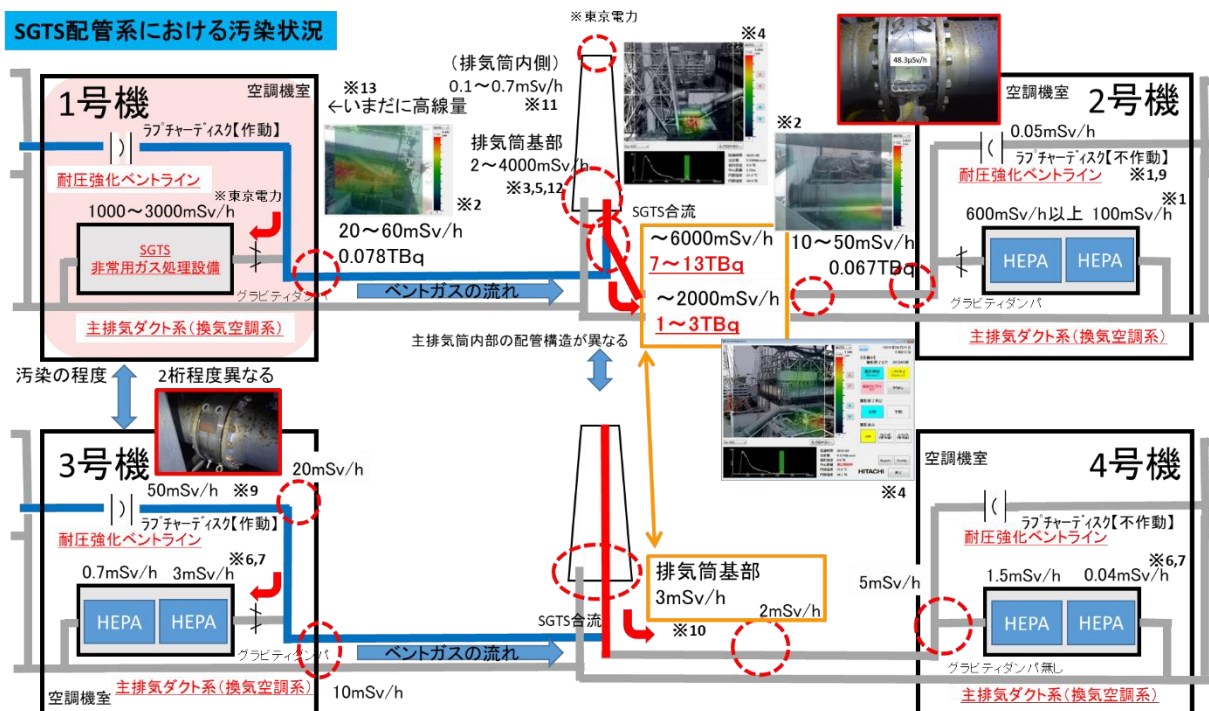 SGTS配管系における汚染状況
※東京電力
※4
48.3μSv/h
1号機
空調機室
ラプチャーディスク【作動】
耐圧強化ベントライン
※東京電力
1000～3000mSv/h
SGTS
非常用ガス処理設備
グラビティダンパ
主排気ダクト系(換気空調系)
※13
←いまだに高線量
※2
20～60mSv/h
0.078TBq
ベントガスの流れ
(排気筒内側)
0.1～0.7mSv/h
※11
排気筒基部
2～4000mSv/h
※3,5,12
SGTS合流
～6000mSv/h
7～13TBq
～2000mSv/h
1～3TBq
※2
10～50mSv/h
0.067TBq
空調機室
2号機
0.05mSv/h
ラプチャーディスク【不作動】
耐圧強化ベントライン
※1,9
※1
600mSv/h以上 100mSv/h
HEPA
HEPA
グラビティダンパ
主排気ダクト系(換気空調系)
主排気筒内部の配管構造が異なる
汚染の程度
2桁程度異なる
HITACHI
※4
3号機
20mSv/h
50mSv/h ※9
ラプチャーディスク【作動】
耐圧強化ベントライン
※6,7
0.7mSv/h 3mSv/h
HEPA
HEPA
グラビティダンパ
主排気ダクト系(換気空調系)
空調機室
10mSv/h
ベントガスの流れ
SGTS合流
排気筒基部
3mSv/h
※10
2mSv/h
5mSv/h
空調機室
4号機
ラプチャーディスク【不作動】
耐圧強化ベントライン
※6,7
1.5mSv/h 0.04mSv/h
HEPA
HEPA
グラビティダンパ無し
主排気ダクト系(換気空調系)